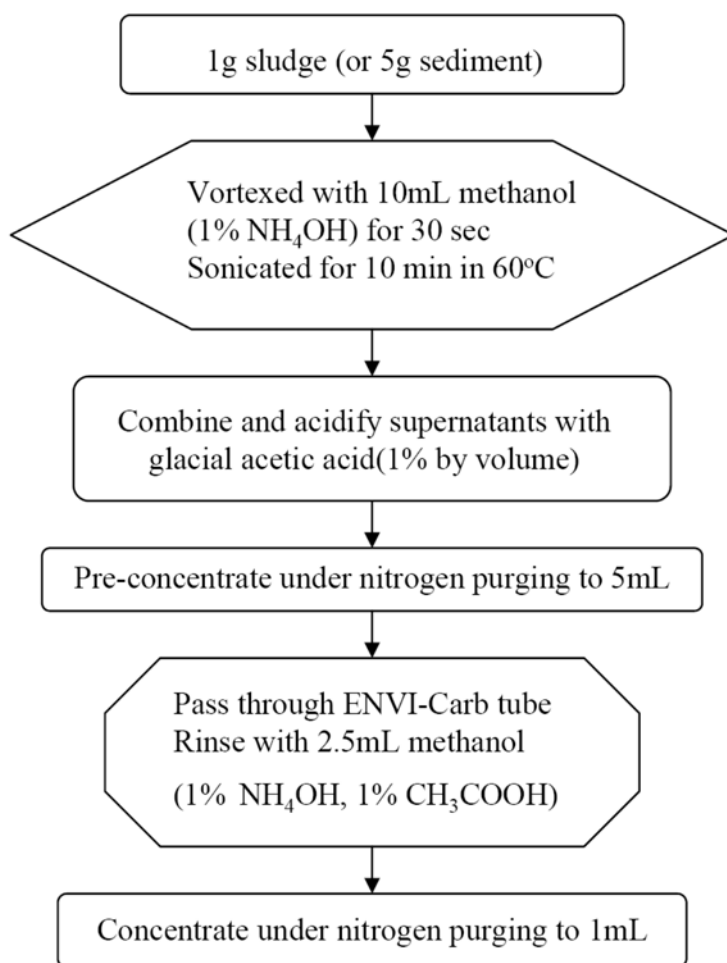 1g sludge (or 5g sediment)
Vortexed with 10mL methanol
(1% NH₄OH) for 30 sec
Sonicated for 10 min in 60°C
Combine and acidify supernatants with
glacial acetic acid(1% by volume)
Pre-concentrate under nitrogen purging to 5mL
Pass through ENVI-Carb tube
Rinse with 2.5mL methanol
(1% NH₄OH, 1% CH₃COOH)
Concentrate under nitrogen purging to 1mL